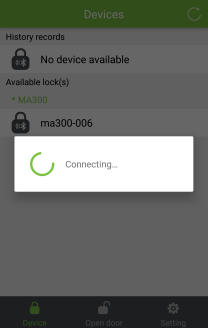 Devices
History records
No device available
Available lock(s)
* MA300
ma300-006
Connecting...
Device
Open door
Setting